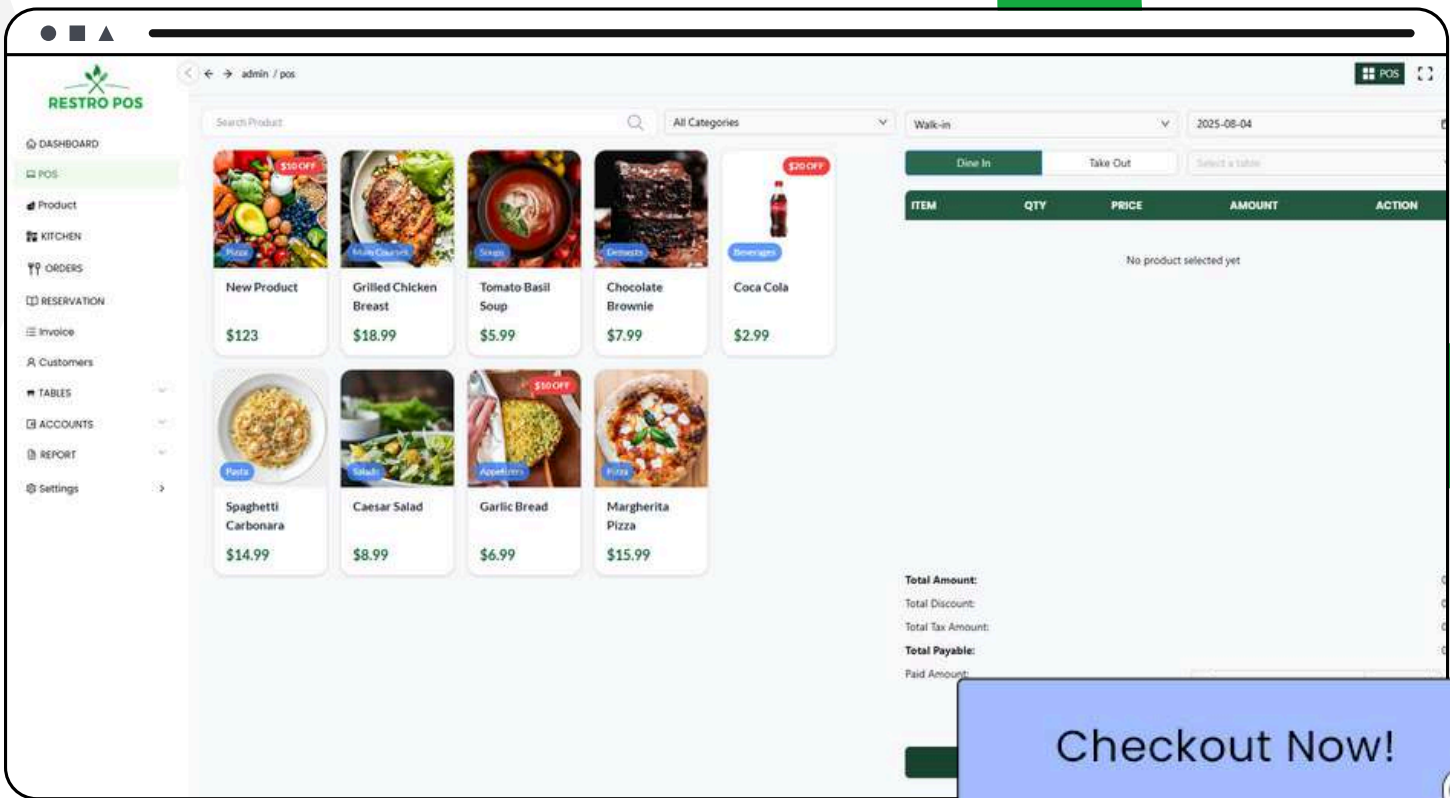 RESTRO POS
admin / pos
POS
DASHBOARD
POS
Product
KITCHEN
ORDERS
RESERVATION
Invoice
Customers
TABLES
ACCOUNTS
REPORT
Settings
Search Product
All Categories
Walk-in
2025-08-04
Dine In
Take Out
Select a table
ITEM QTY PRICE AMOUNT ACTION
No product selected yet
$10 OFF
Pizza
New Product
$123
Main Courses
Grilled Chicken
Breast
$18.99
Soups
Tomato Basil
Soup
$5.99
Desserts
Chocolate
Brownie
$7.99
$20 OFF
Beverages
Coca Cola
$2.99
Pasta
Spaghetti
Carbonara
$14.99
Salads
Caesar Salad
$8.99
$10 OFF
Appetizers
Garlic Bread
$6.99
Pizza
Margherita
Pizza
$15.99
Total Amount:
Total Discount:
Total Tax Amount:
Total Payable:
Paid Amount:
Checkout Now!